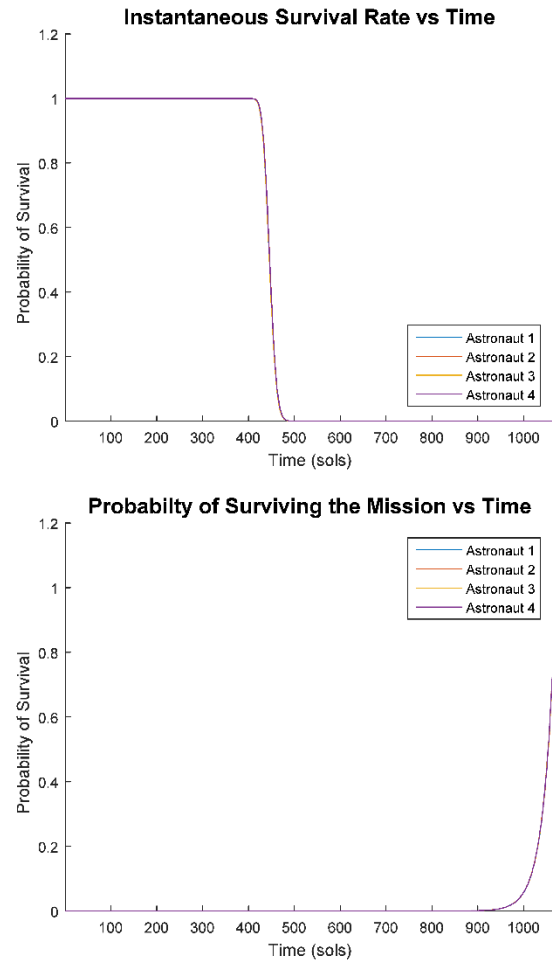 Instantaneous Survival Rate vs Time
1.2
1
0.8
0.6
0.4
0.2
0
Probability of Survival
Astronaut 1
Astronaut 2
Astronaut 3
Astronaut 4
100 200 300 400 500 600 700 800 900 1000
Time (sols)
Probabilty of Surviving the Mission vs Time
1.2
1
0.8
0.6
0.4
0.2
0
Probability of Survival
Astronaut 1
Astronaut 2
Astronaut 3
Astronaut 4
100 200 300 400 500 600 700 800 900 1000
Time (sols)